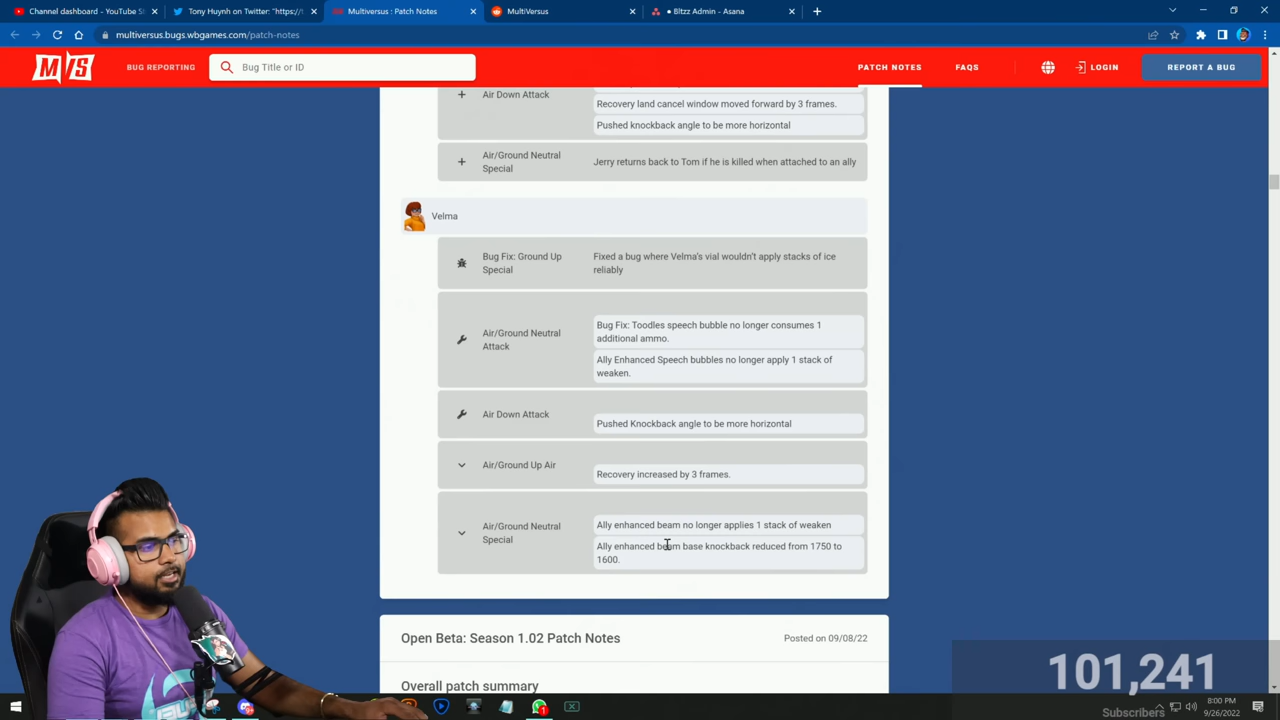 Channel dashboard - YouTube St
Tony Huynh on Twitter: "https://t
Multiversus : Patch Notes
MultiVersus
Bltzz Admin - Asana
multiversus.bugs.wbgames.com/patch-notes
M/S
BUG REPORTING
Bug Title or ID
PATCH NOTES
FAQS
LOGIN
REPORT A BUG
Air Down Attack
Recovery land cancel window moved forward by 3 frames.
Pushed knockback angle to be more horizontal
Air/Ground Neutral
Special
Jerry returns back to Tom if he is killed when attached to an ally
Velma
Bug Fix: Ground Up
Special
Fixed a bug where Velma's vial wouldn't apply stacks of ice
reliably
Air/Ground Neutral
Attack
Bug Fix: Toodles speech bubble no longer consumes 1
additional ammo.
Ally Enhanced Speech bubbles no longer apply 1 stack of
weaken.
Air Down Attack
Pushed Knockback angle to be more horizontal
Air/Ground Up Air
Recovery increased by 3 frames.
Air/Ground Neutral
Special
Ally enhanced beam no longer applies 1 stack of weaken
Ally enhanced beam base knockback reduced from 1750 to
1600.
Open Beta: Season 1.02 Patch Notes
Posted on 09/08/22
Overall patch summary
101,241
Subscribers
8:00 PM
9/26/2022